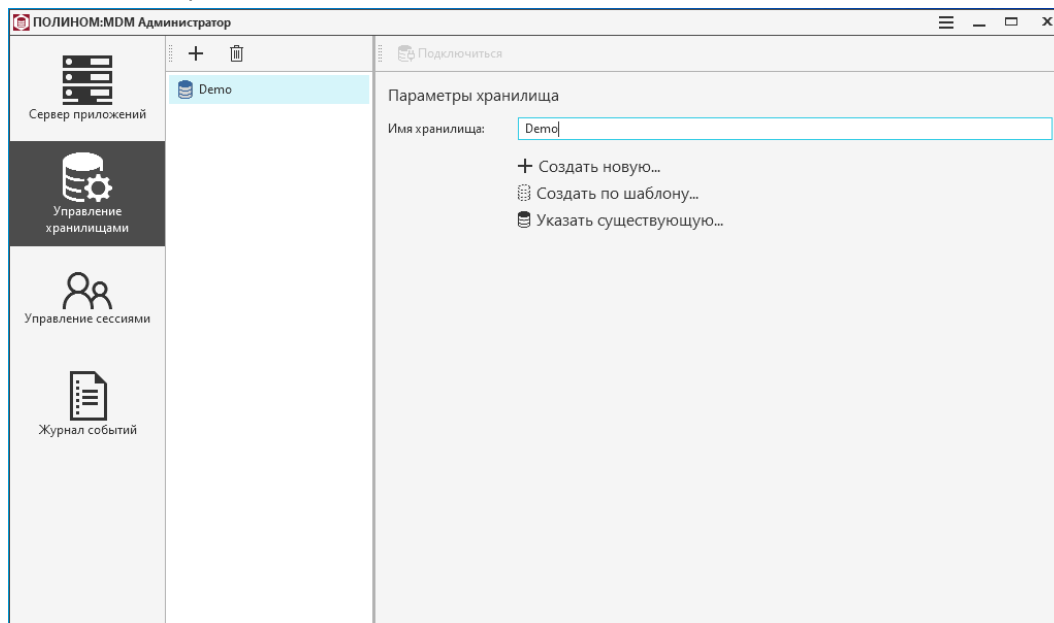 ПОЛИНОМ:MDM Администратор
Сервер приложений
Управление
хранилищами
Управление сессиями
Журнал событий
Demo
Подключиться
Параметры хранилища
Имя хранилища: Demo
Создать новую...
Создать по шаблону...
Указать существующую...